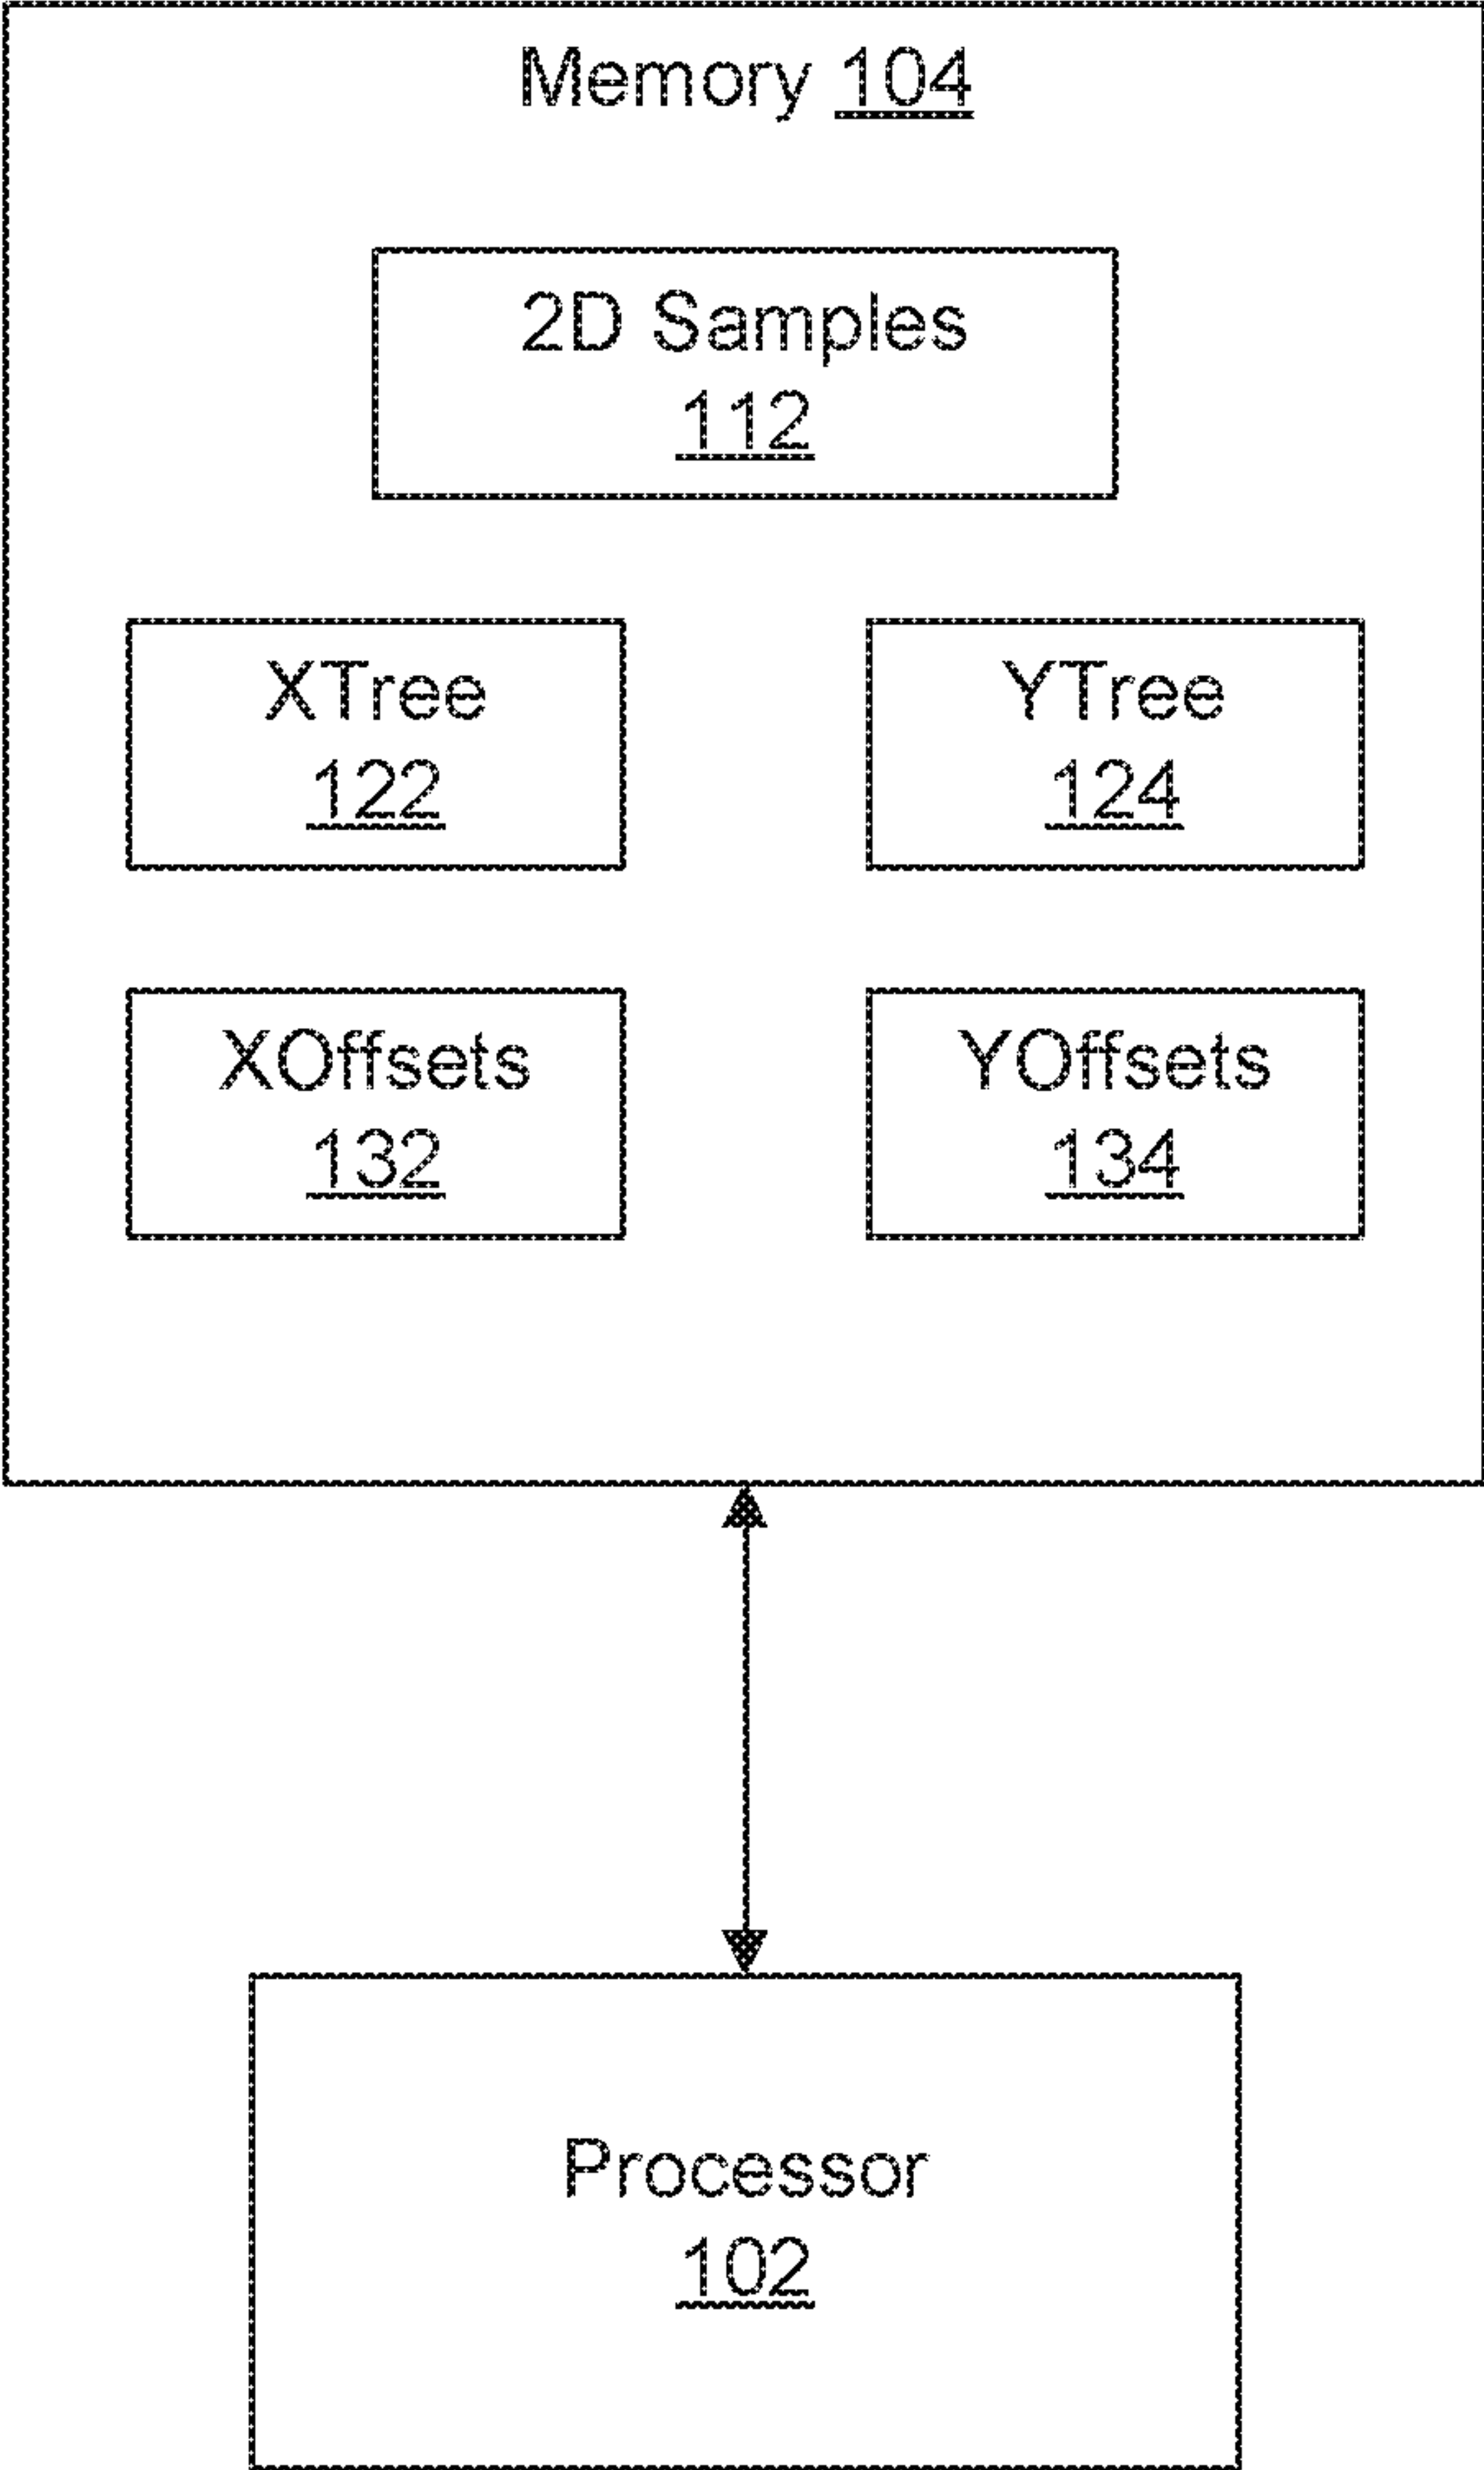 Memory 104
2D Samples
112
XTree
122
YTree
124
XOffsets
132
YOffsets
134
Processor
102